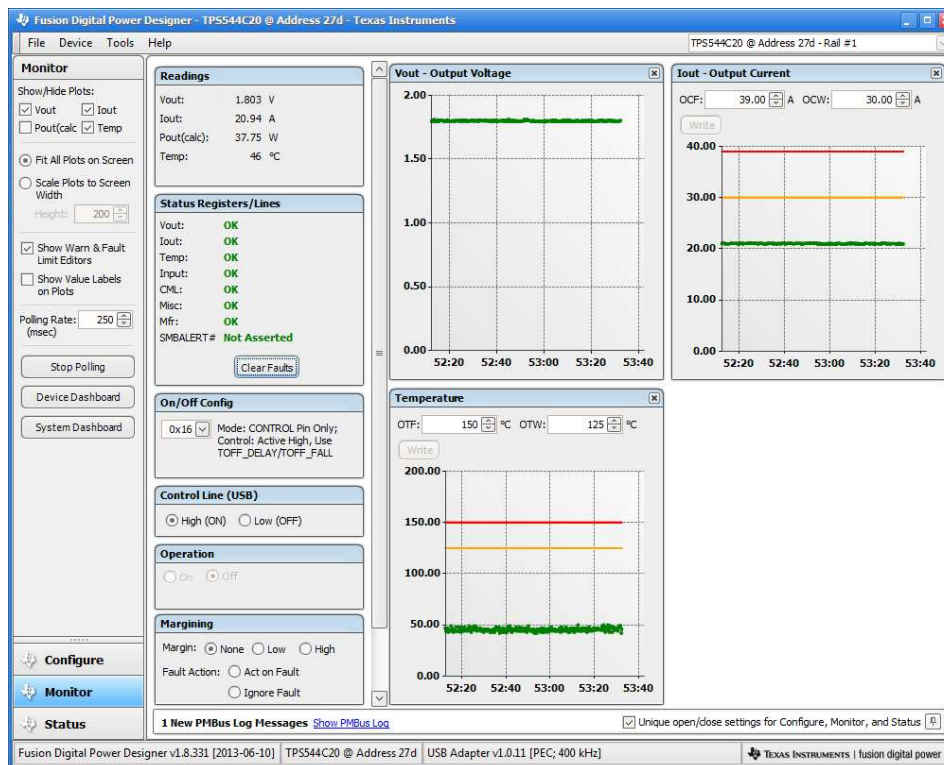 Fusion Digital Power Designer - TPS544C20 @ Address 27d - Texas Instruments
File Device Tools Help
TPS544C20 @ Address 27d - Rail #1
Monitor
Show/Hide Plots:
Vout Iout
Pout(calc Temp
Fit All Plots on Screen
Scale Plots to Screen
Width
Height: 200
Show Warn & Fault
Limit Editors
Show Value Labels
on Plots
Polling Rate: 250
(msec)
Stop Polling
Device Dashboard
System Dashboard
Configure
Monitor
Status
Readings
Vout: 1.803 V
Iout: 20.94 A
Pout(calc): 37.75 W
Temp: 46 ºC
Status Registers/Lines
Vout: OK
Iout: OK
Temp: OK
Input: OK
CML: OK
Misc: OK
Mfr: OK
SMBALERT# Not Asserted
Clear Faults
On/Off Config
0x16 Mode: CONTROL Pin Only;
Control: Active High, Use
TOFF_DELAY/TOFF_FALL
Control Line (USB)
High (ON) Low (OFF)
Operation
On Off
Margining
Margin: None Low High
Fault Action: Act on Fault
Ignore Fault
Vout - Output Voltage
2.00
1.50
1.00
0.50
0.00
52:20 52:40 53:00 53:20 53:40
Iout - Output Current
OCF: 39.00 A OCW: 30.00 A
Write
40.00
30.00
20.00
10.00
0.00
52:20 52:40 53:00 53:20 53:40
Temperature
OTF: 150 ºC OTW: 125 ºC
Write
200.00
150.00
100.00
50.00
0.00
52:20 52:40 53:00 53:20 53:40
1 New PMBus Log Messages Show PMBus Log
Unique open/close settings for Configure, Monitor, and Status
Fusion Digital Power Designer v1.8.331 [2013-06-10] TPS544C20 @ Address 27d USB Adapter v1.0.11 [PEC; 400 kHz]
TEXAS INSTRUMENTS | fusion digital power